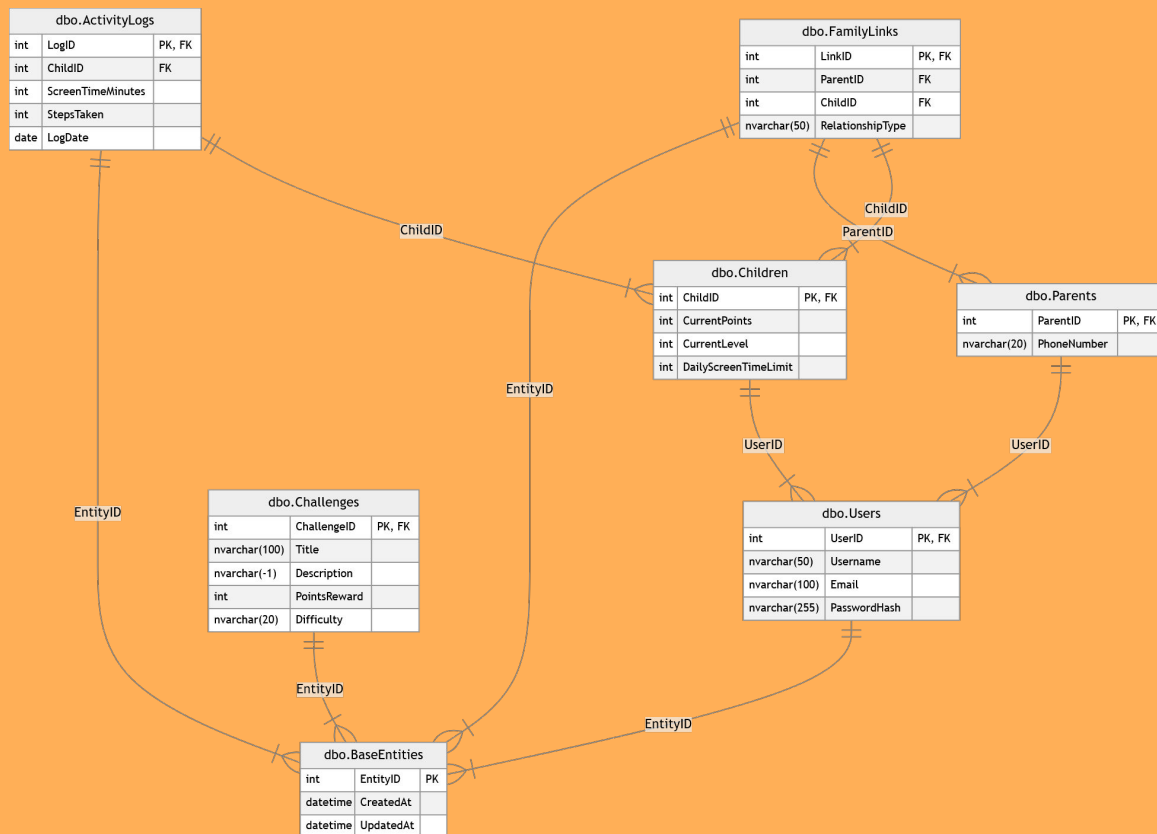 dbo.ActivityLogs
int LogID PK, FK
int ChildID FK
int ScreenTimeMinutes
int StepsTaken
date LogDate
dbo.FamilyLinks
int LinkID PK, FK
int ParentID FK
int ChildID FK
nvarchar(50) RelationshipType
ChildID
ChildID
ParentID
dbo.Children
int ChildID PK, FK
int CurrentPoints
int CurrentLevel
int DailyScreenTimeLimit
dbo.Parents
int ParentID PK, FK
nvarchar(20) PhoneNumber
EntityID
UserID
UserID
dbo.Challenges
int ChallengeID PK, FK
nvarchar(100) Title
nvarchar(-1) Description
int PointsReward
nvarchar(20) Difficulty
dbo.Users
int UserID PK, FK
nvarchar(50) Username
nvarchar(100) Email
nvarchar(255) PasswordHash
EntityID
EntityID
EntityID
dbo.BaseEntities
int EntityID PK
datetime CreatedAt
datetime UpdatedAt